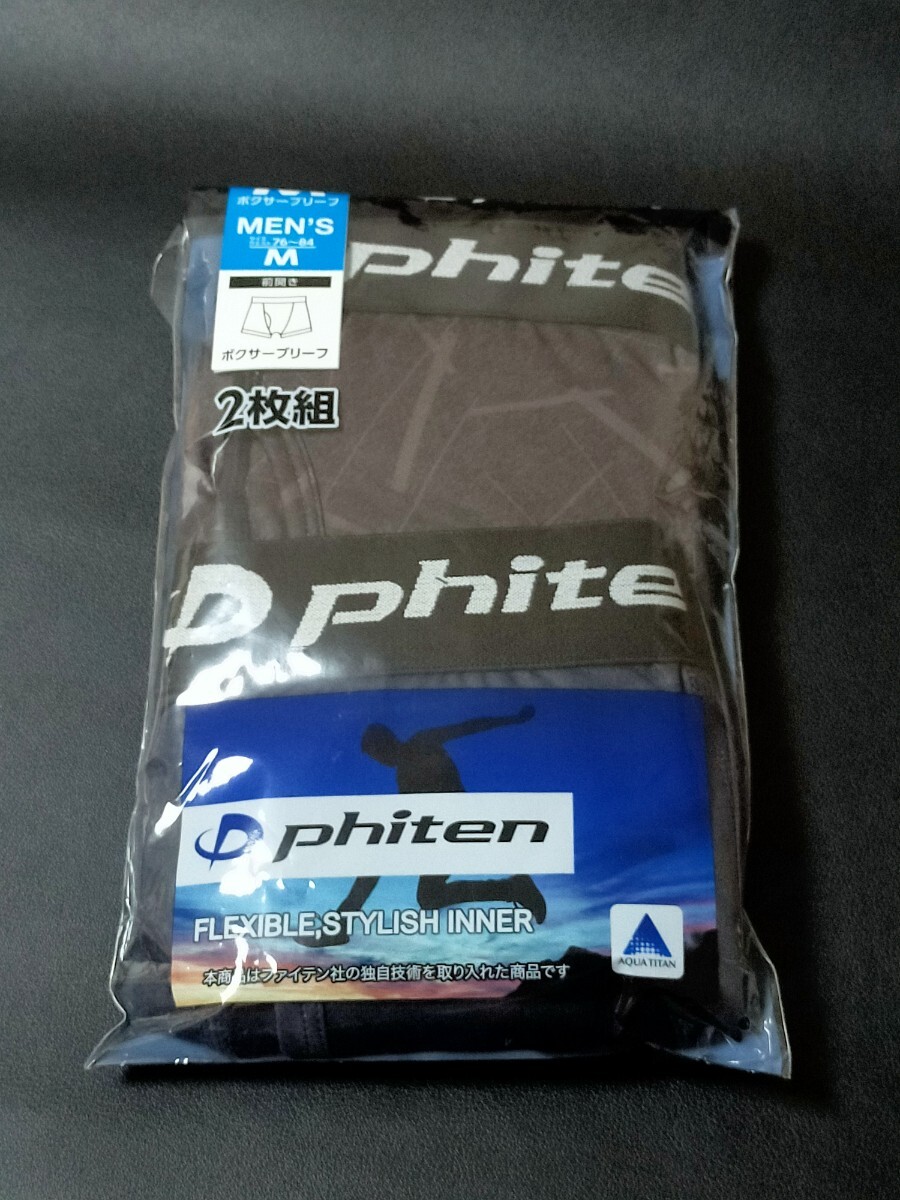 M
ボクサーブリーフ
MEN'S
76~84
M
前開き
ボクサーブリーフ
2枚組
phite
phite
phiten
FLEXIBLE,STYLISH INNER
AQUA TITAN
本商品はファイテン社の独自技術を取り入れた商品です